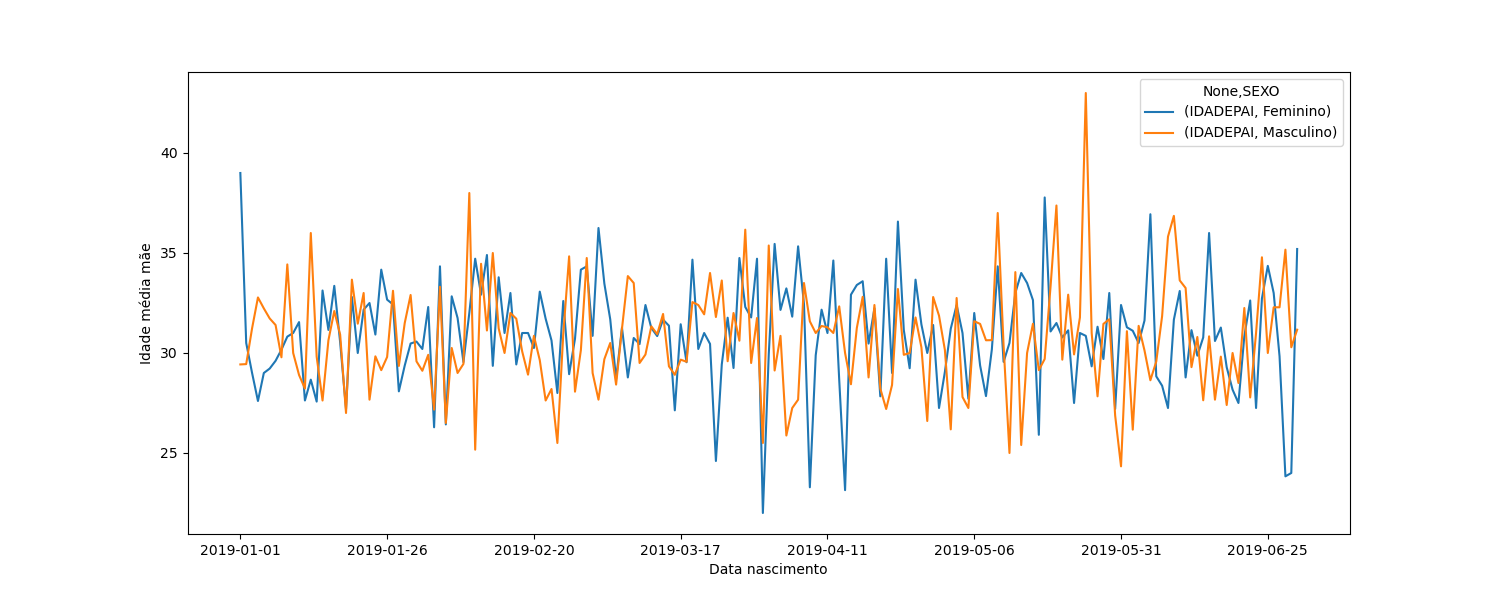 None,SEXO
(IDADEPAI, Feminino)
(IDADEPAI, Masculino)
Idade média mãe
40
35
30
25
2019-01-01 2019-01-26 2019-02-20 2019-03-17 2019-04-11 2019-05-06 2019-05-31 2019-06-25
Data nascimento